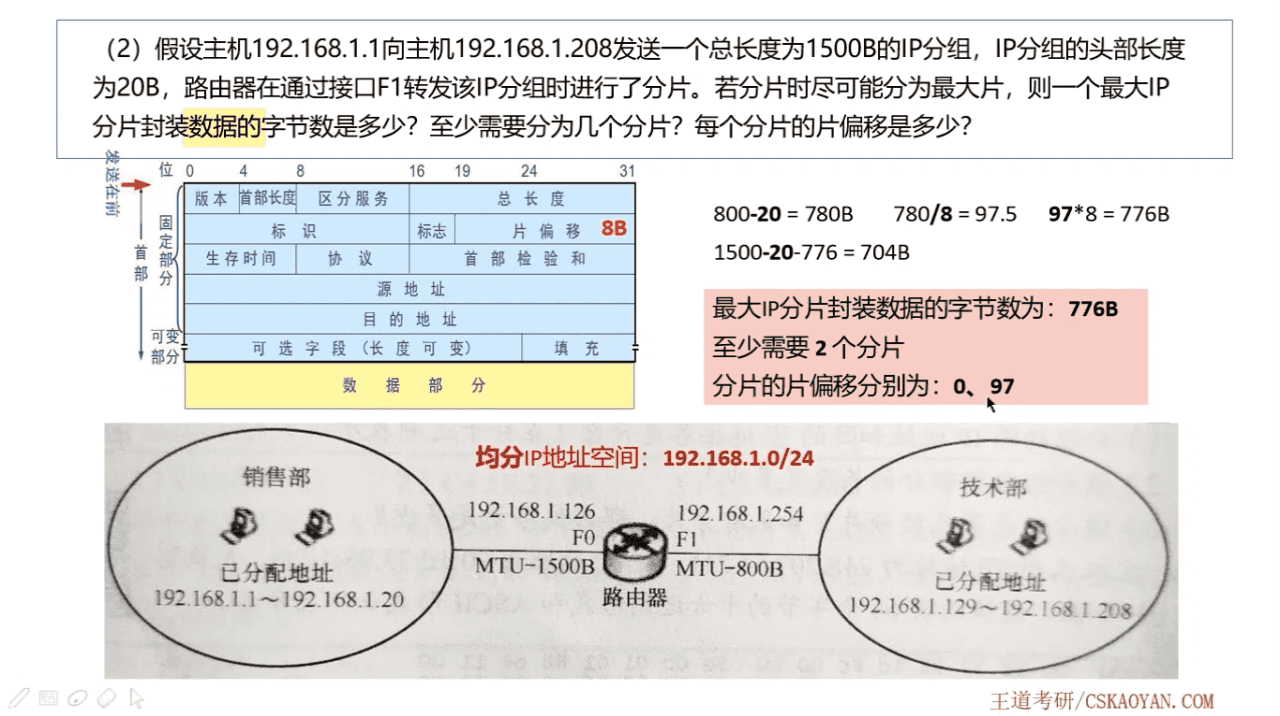 （2）假设主机192.168.1.1向主机192.168.1.208发送一个总长度为1500B的IP分组，IP分组的头部长度
为20B，路由器在通过接口F1转发该IP分组时进行了分片。若分片时尽可能分为最大片，则一个最大IP
分片封装数据的字节数是多少？至少需要分为几个分片？每个分片的片偏移是多少？
发送在前
位 0 4 8 16 19 24 31
版本 首部长度 区分服务 总长度
标识 标志 片偏移 8B
生存时间 协议 首部检验和
源地址
目的地址
可选字段（长度可变） 填充
数据部分
首部
固定部分
可变
部分
800-20 = 780B 780/8 = 97.5 97*8 = 776B
1500-20-776 = 704B
最大IP分片封装数据的字节数为：776B
至少需要 2 个分片
分片的片偏移分别为：0、97
均分IP地址空间：192.168.1.0/24
销售部
已分配地址
192.168.1.1～192.168.1.20
192.168.1.126
F0
MTU-1500B
路由器
192.168.1.254
F1
MTU-800B
技术部
已分配地址
192.168.1.129～192.168.1.208
王道考研/CSKAOYAN.COM